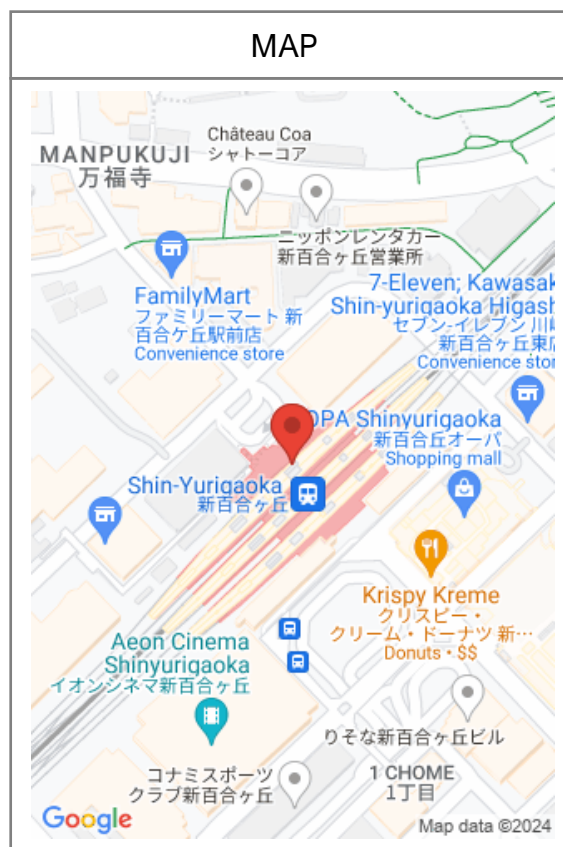 MAP
Château Coa
シャトーコア
MANPUKUJI
万福寺
ニッポンレンタカー
新百合ヶ丘営業所
FamilyMart
ファミリーマート 新
百合ケ丘駅前店
Convenience store
7-Eleven; Kawasak
Shin-yurigaoka Higash
セブン-イレブン 川崎
新百合ヶ丘東店
Convenience stor
OPA Shinyurigaoka
新百合丘オーパ
Shopping mall
Shin-Yurigaoka
新百合ヶ丘
Krispy Kreme
クリスピー・
クリーム・ドーナツ 新…
Donuts • $$
Aeon Cinema
Shinyurigaoka
イオンシネマ新百合ヶ丘
りそな新百合ヶ丘ビル
コナミスポーツ
クラブ新百合ヶ丘
1 CHOME
1丁目
Google
Map data ©2024